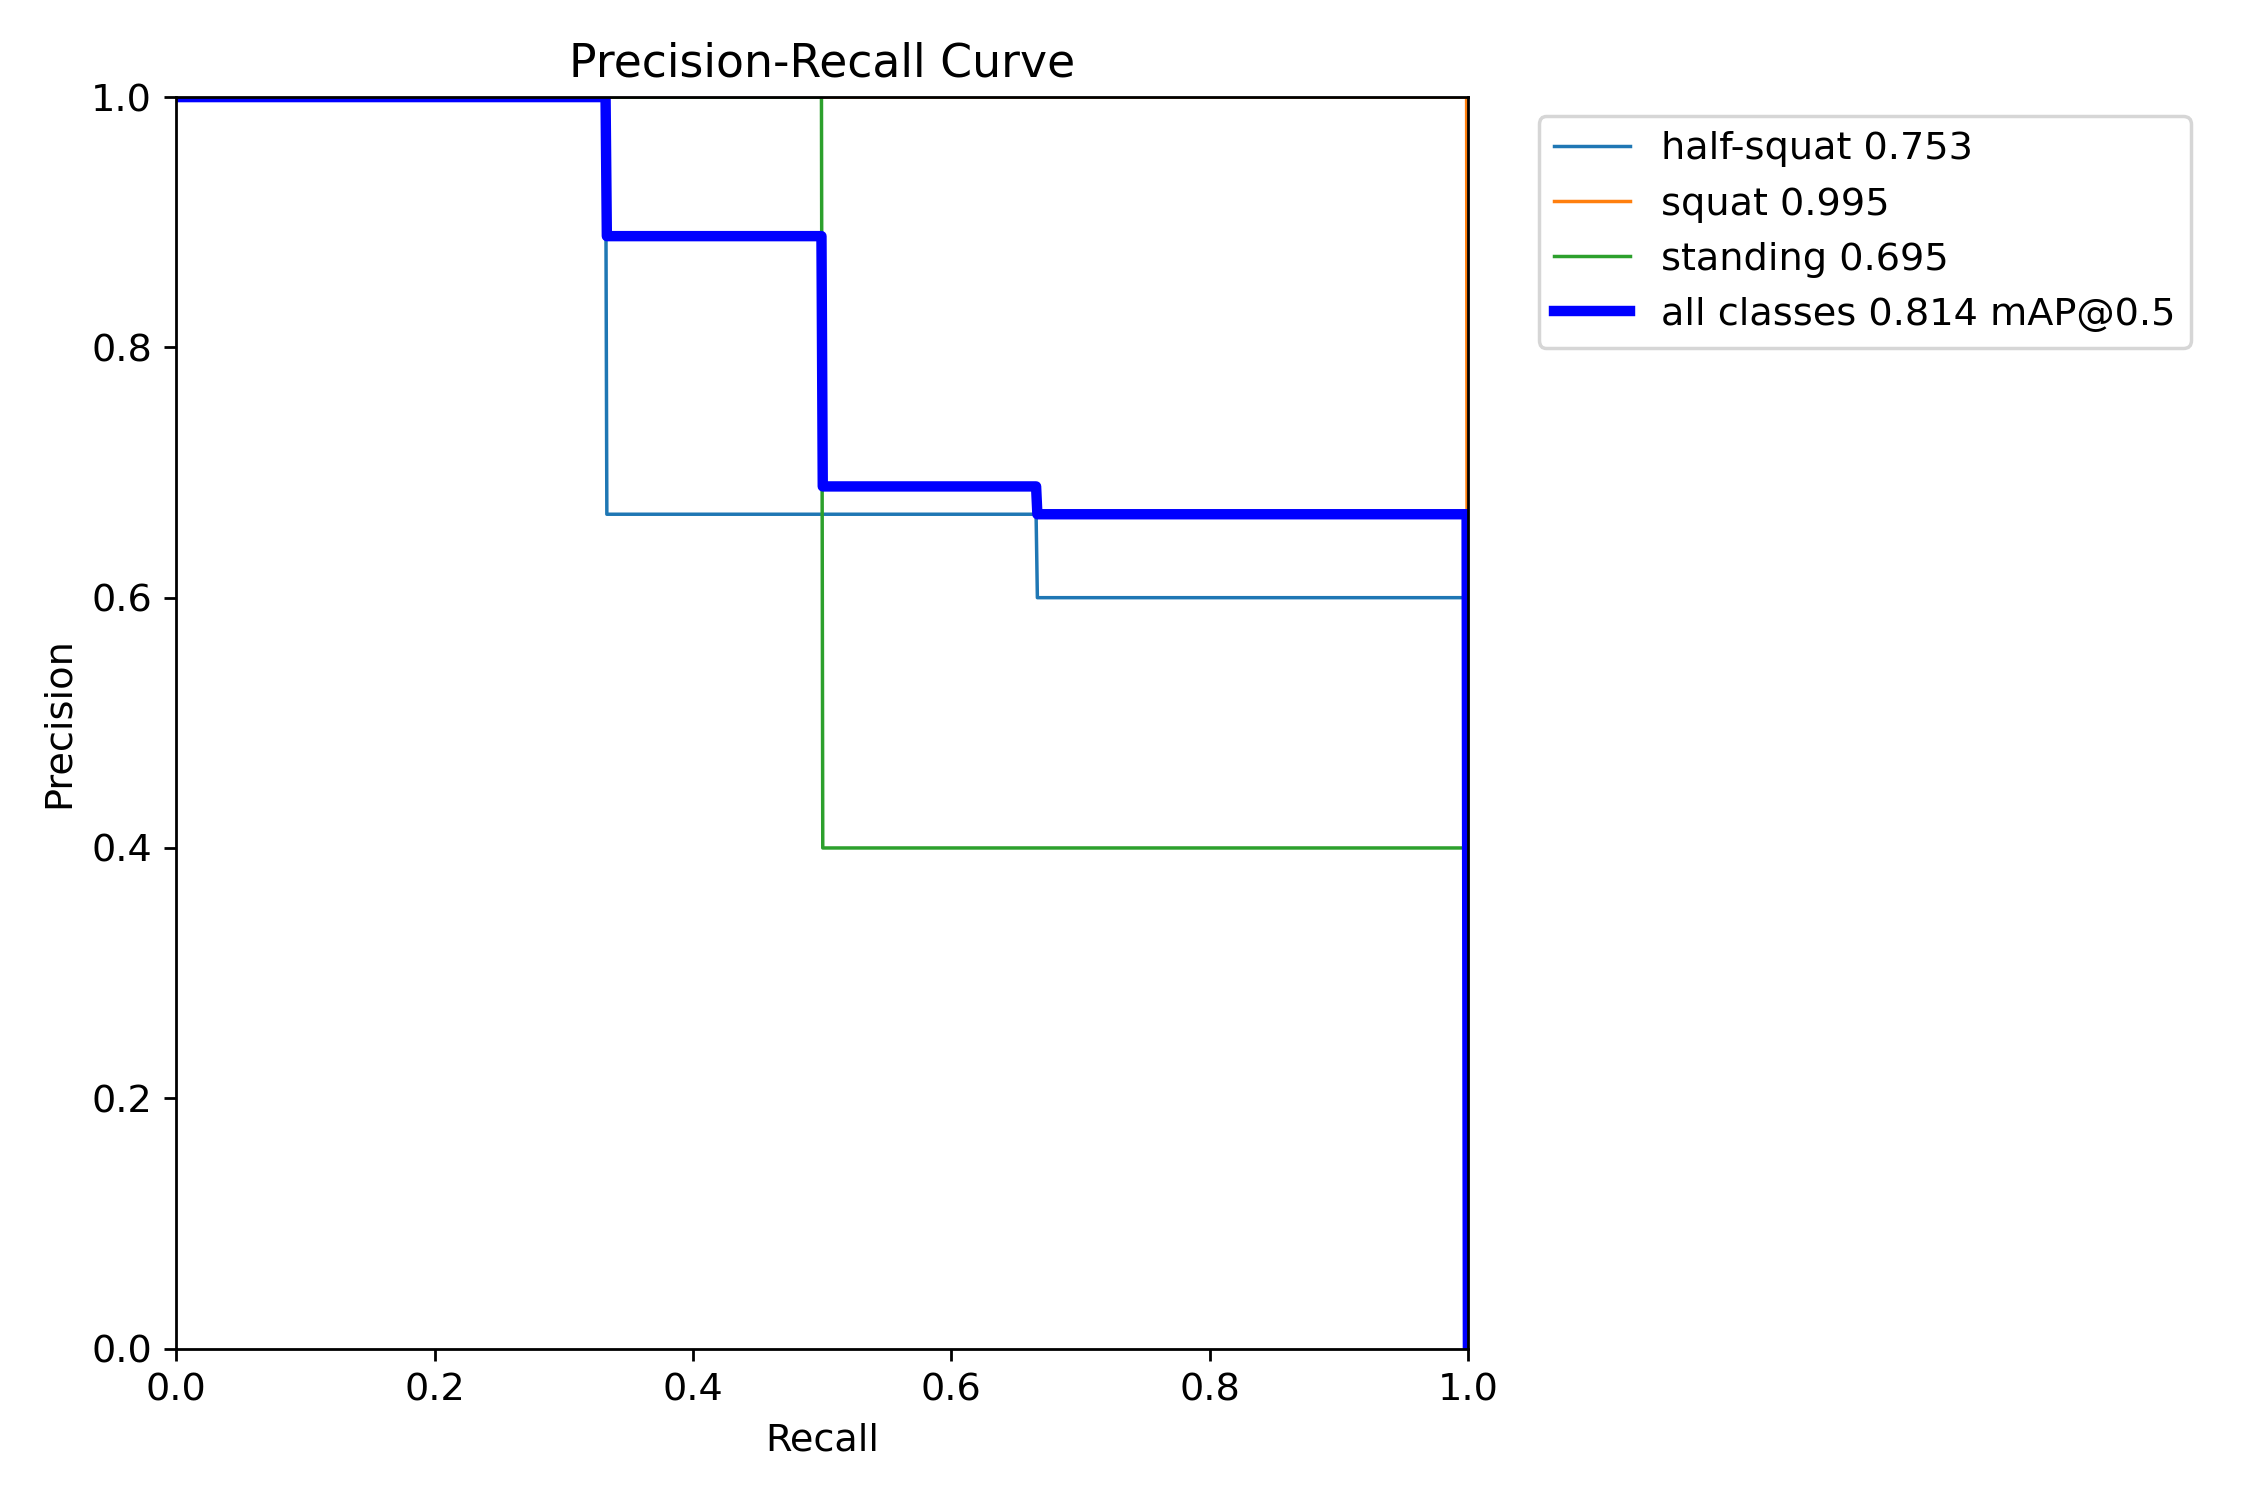 Precision-Recall Curve
1.0
0.8
0.6
0.4
0.2
0.0
Precision
0.0 0.2 0.4 0.6 0.8 1.0
Recall
half-squat 0.753
squat 0.995
standing 0.695
all classes 0.814 mAP@0.5